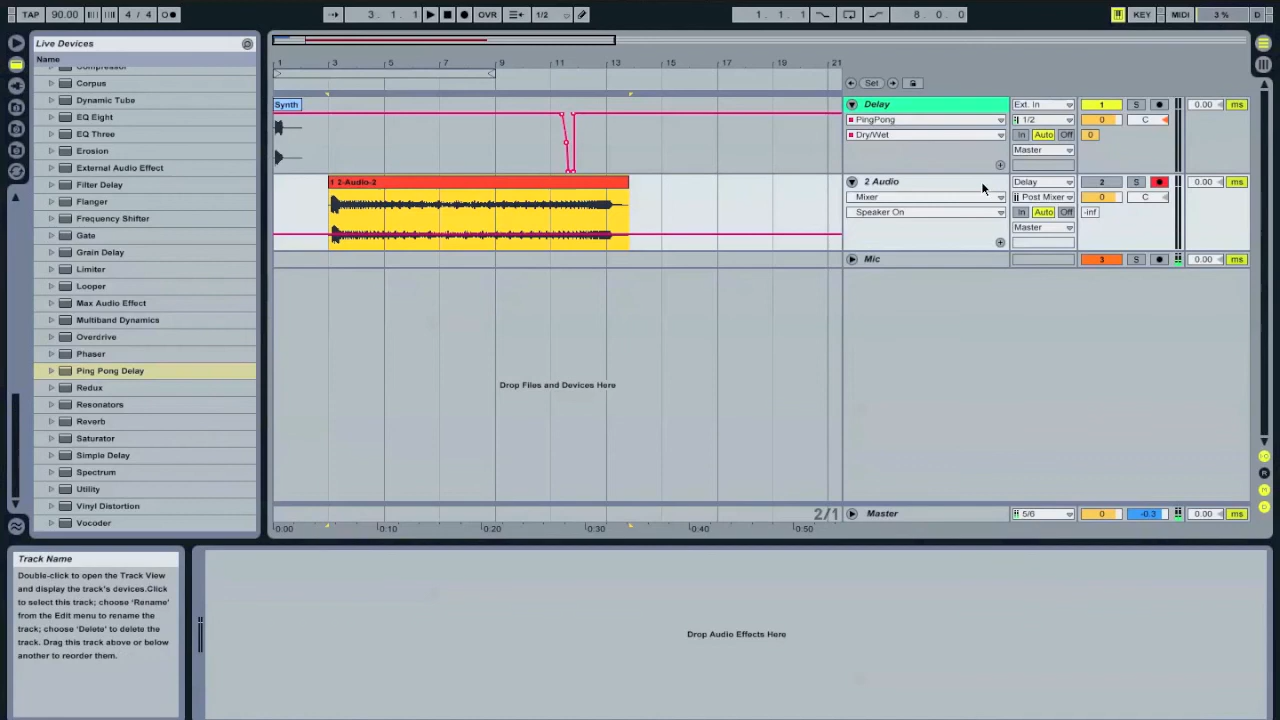 TAP 90.00 4 / 4
3. 1. 1 OVR 1/2
1. 1. 1 8. 0. 0
KEY MIDI 3 % D
Live Devices
Name
Compressor
Corpus
Dynamic Tube
EQ Eight
EQ Three
Erosion
External Audio Effect
Filter Delay
Flanger
Frequency Shifter
Gate
Grain Delay
Limiter
Looper
Max Audio Effect
Multiband Dynamics
Overdrive
Phaser
Ping Pong Delay
Redux
Resonators
Reverb
Saturator
Simple Delay
Spectrum
Utility
Vinyl Distortion
Vocoder
1 3 5 7 9 11 13 15 17 19 21
Set
Synth
Delay Ext. In 1 S 0.00 ms
PingPong 1/2 0 C
Dry/Wet In Auto Off 0
Master
1 2-Audio-2
2 Audio Delay 2 S 0.00 ms
Mixer Post Mixer 0 C
Speaker On In Auto Off -inf
Master
Mic 3 S 0.00 ms
Drop Files and Devices Here
2/1
Master 5/6 0 -0.3 0.00 ms
0:00 0:10 0:20 0:30 0:40 0:50
Track Name
Double-click to open the Track View
and display the track's devices.Click
to select this track; choose 'Rename'
from the Edit menu to rename the
track; choose 'Delete' to delete the
track. Drag this track above or below
another to reorder them.
Drop Audio Effects Here